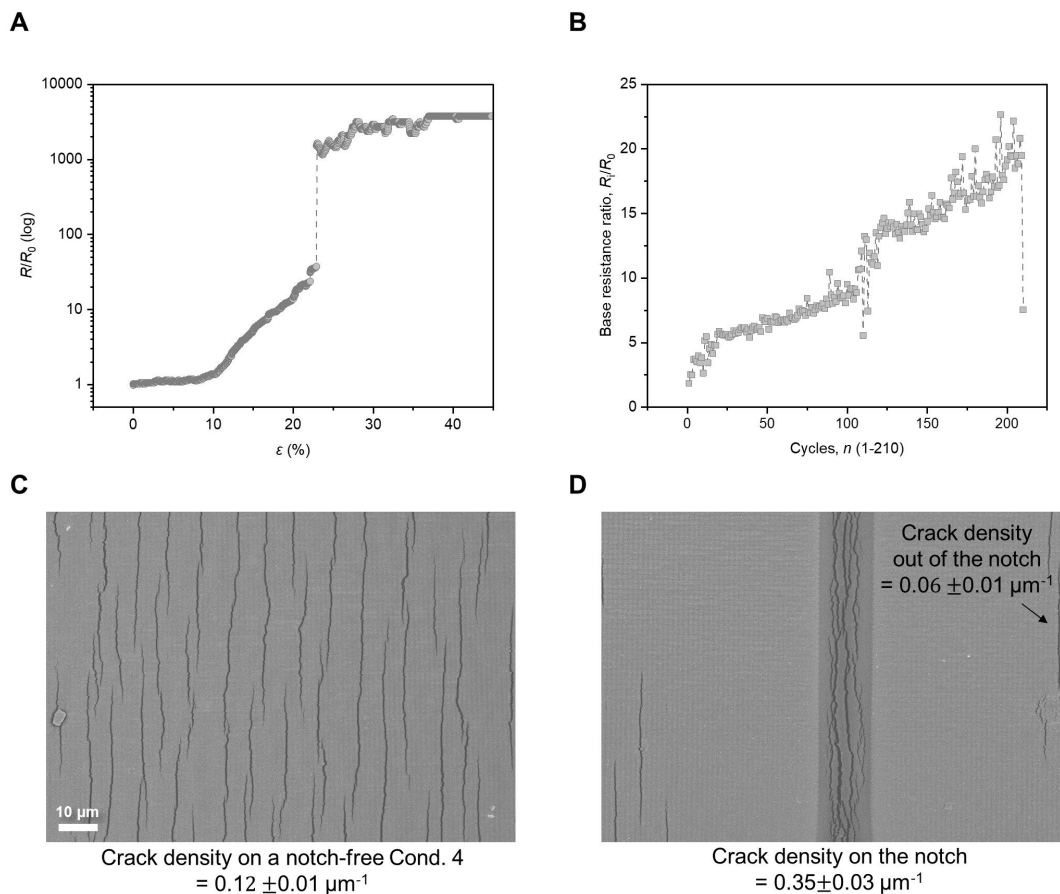 A
B
10000
1000
100
10
1
R/R0 (log)
0
10
20
30
40
ε (%)
25
20
15
10
5
0
Base resistance ratio, Ri/R0
0
50
100
150
200
Cycles, n (1-210)
C
D
10 μm
Crack density
out of the notch
= 0.06 ±0.01 μm-1
Crack density on a notch-free Cond. 4
= 0.12 ±0.01 μm-1
Crack density on the notch
= 0.35±0.03 μm-1